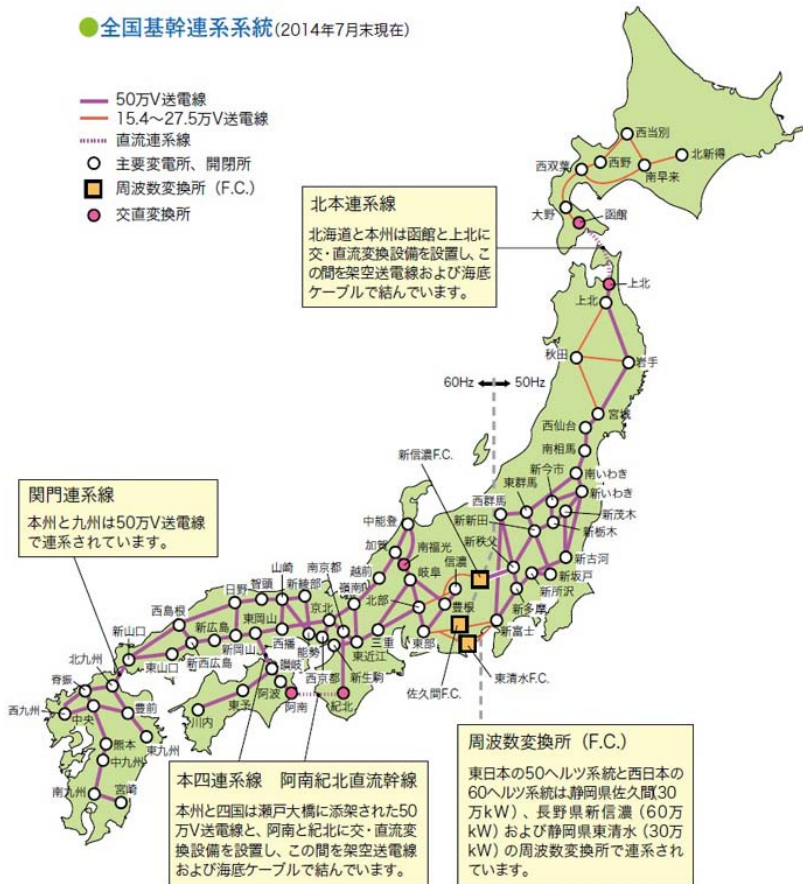 ●全国基幹連系系統(2014年7月末現在)
50万V送電線
15.4〜27.5万V送電線
直流連系線
主要変電所、開閉所
周波数変換所（F.C.）
交直変換所
北本連系線
北海道と本州は函館と上北に
交・直流変換設備を設置し、こ
の間を架空送電線および海底
ケーブルで結んでいます。
西当別
西野
北新得
西双葉
南早来
大野
函館
上北
上北
秋田
岩手
60Hz
50Hz
宮城
西仙台
南相馬
新信濃F.C.
新今市
南いわき
東群馬
新いわき
西群馬
新茂木
新新田
新栃木
新秩父
新古河
新坂戸
新所沢
新多摩
新富士
関門連系線
本州と九州は50万V送電線
で連系されています。
中能登
加賀
南福光
信濃
越前
岐阜
南京都
山崎
新綾部
嶺南
北部
智頭
京北
日野
豊根
西島根
東岡山
新山口
新広島
北九州
新岡山
西播
能勢
三重
東部
東近江
脊振
東山口
新西広島
讃岐
西京都
新生駒
佐久間F.C.
東清水F.C.
西九州
中央
豊前
東予
阿波
阿南
紀北
川内
熊本
東九州
中九州
南九州
宮崎
本四連系線　阿南紀北直流幹線
本州と四国は瀬戸大橋に添架された50
万V送電線と、阿南と紀北に交・直流変
換設備を設置し、この間を架空送電線
および海底ケーブルで結んでいます。
周波数変換所（F.C.）
東日本の50ヘルツ系統と西日本の
60ヘルツ系統は、静岡県佐久間(30
万kW）、長野県新信濃（60万
kW）および静岡県東清水（30万
kW）の周波数変換所で連系され
ています。